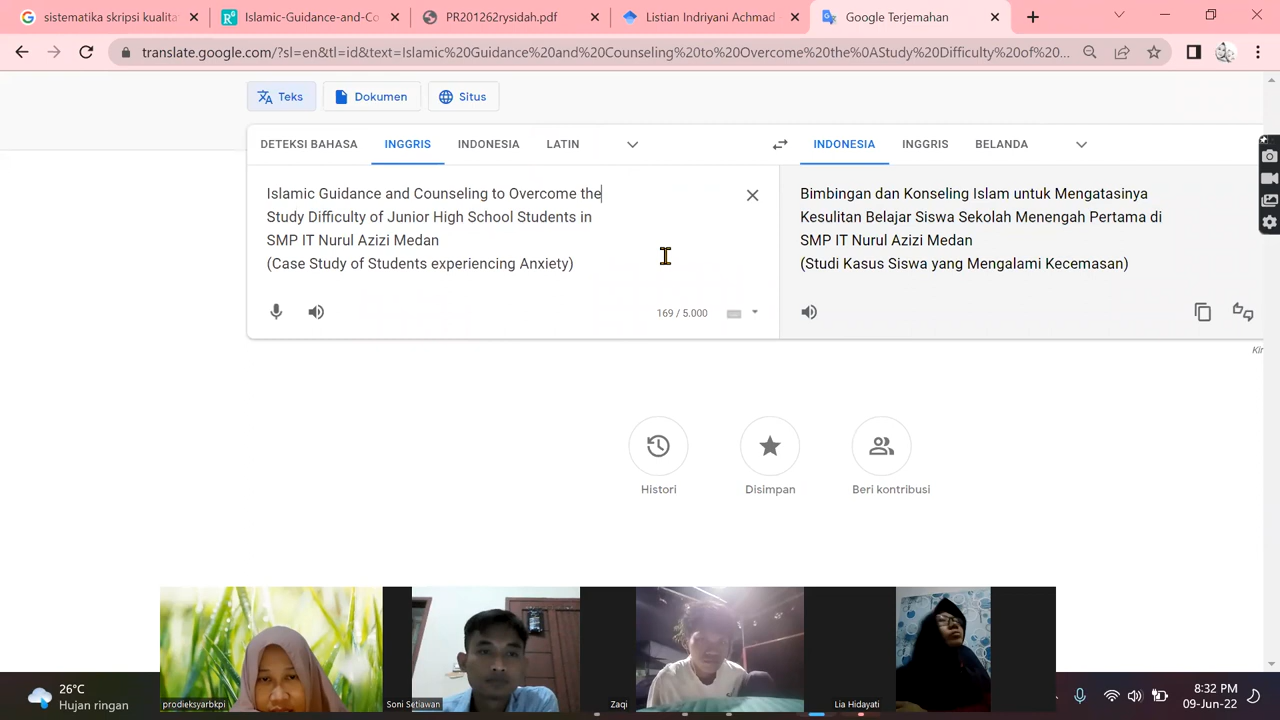 sistematika skripsi kualita
Islamic-Guidance-and-Co
PR201262rysidah.pdf
Listian Indriyani Achmad
Google Terjemahan
translate.google.com/?sl=en&tl=id&text=Islamic%20Guidance%20and%20Counseling%20to%20Overcome%20the%0AStudy%20Difficulty%20of%20...
Teks
Dokumen
Situs
DETEKSI BAHASA
INGGRIS
INDONESIA
LATIN
INDONESIA
INGGRIS
BELANDA
Islamic Guidance and Counseling to Overcome the
Study Difficulty of Junior High School Students in
SMP IT Nurul Azizi Medan
(Case Study of Students experiencing Anxiety)
169 / 5.000
Bimbingan dan Konseling Islam untuk Mengatasinya
Kesulitan Belajar Siswa Sekolah Menengah Pertama di
SMP IT Nurul Azizi Medan
(Studi Kasus Siswa yang Mengalami Kecemasan)
Kir
Histori
Disimpan
Beri kontribusi
prodieksyarbkpi
Soni Setiawan
Zaqi
Lia Hidayati
26°C
Hujan ringan
8:32 PM
09-Jun-22